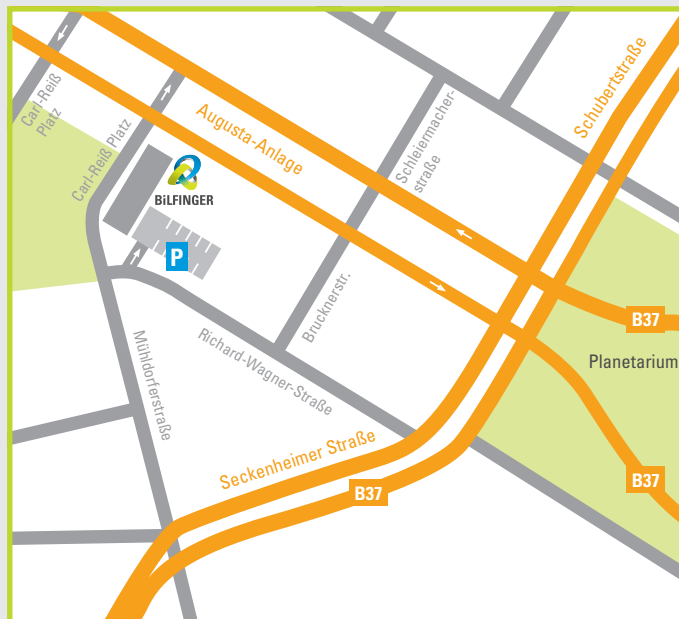 Carl-Reiß
Platz
Carl-Reiß Platz
Augusta-Anlage
Schubertstraße
Schleiermacher-
straße
BiLFINGER
P
Brucknerstr.
B37
Planetarium
Mühldorferstraße
Richard-Wagner-Straße
Seckenheimer Straße
B37
B37